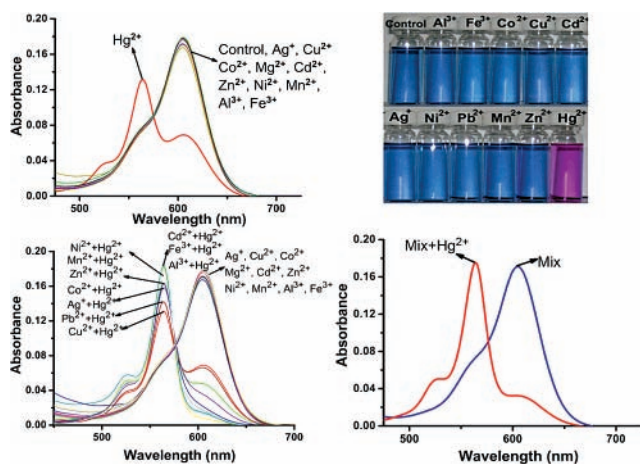 Absorbance
0.20
0.16
0.12
0.08
0.04
0.00
Hg²⁺
Control, Ag⁺, Cu²⁺
Co²⁺, Mg²⁺, Cd²⁺,
Zn²⁺, Ni²⁺, Mn²⁺,
Al³⁺, Fe³⁺
500 600 700
Wavelength (nm)
Control Al³⁺ Fe³⁺ Co²⁺ Cu²⁺ Cd²⁺
Ag⁺ Ni²⁺ Pb²⁺ Mn²⁺ Zn²⁺ Hg²⁺
Absorbance
0.20
0.16
0.12
0.08
0.04
0.00
Cd²⁺+Hg²⁺
Fe³⁺+Hg²⁺
Al³⁺+Hg²⁺
Ni²⁺+Hg²⁺
Mn²⁺+Hg²⁺
Zn²⁺+Hg²⁺
Co²⁺+Hg²⁺
Ag⁺+Hg²⁺
Pb²⁺+Hg²⁺
Cu²⁺+Hg²⁺
Ag⁺, Cu²⁺, Co²⁺
Mg²⁺, Cd²⁺, Zn²⁺
Ni²⁺, Mn²⁺, Al³⁺, Fe³⁺
500 600 700
Wavelength (nm)
Absorbance
0.20
0.16
0.12
0.08
0.04
0.00
Mix+Hg²⁺
Mix
500 600 700
Wavelength (nm)